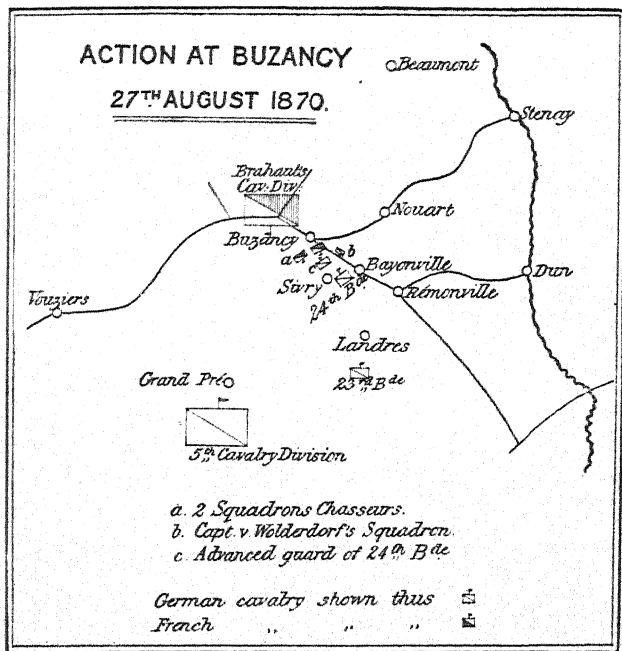 ACTION AT BUZANCY
27TH AUGUST 1870.
Beaumont
Stenay
Brahaut's
Cav. Div.
Nouart
Buzançy
a
b
c
Bayonville
Dun
Sivry
24th Bde
Rémonville
Vouziers
Landres
Grand Pré
23rd Bde
5th Cavalry Division
a. 2 Squadrons Chasseurs.
b. Capt. v. Wolderdorf's Squadron.
c. Advanced guard of 24th Bde
German cavalry shown thus
French " " "